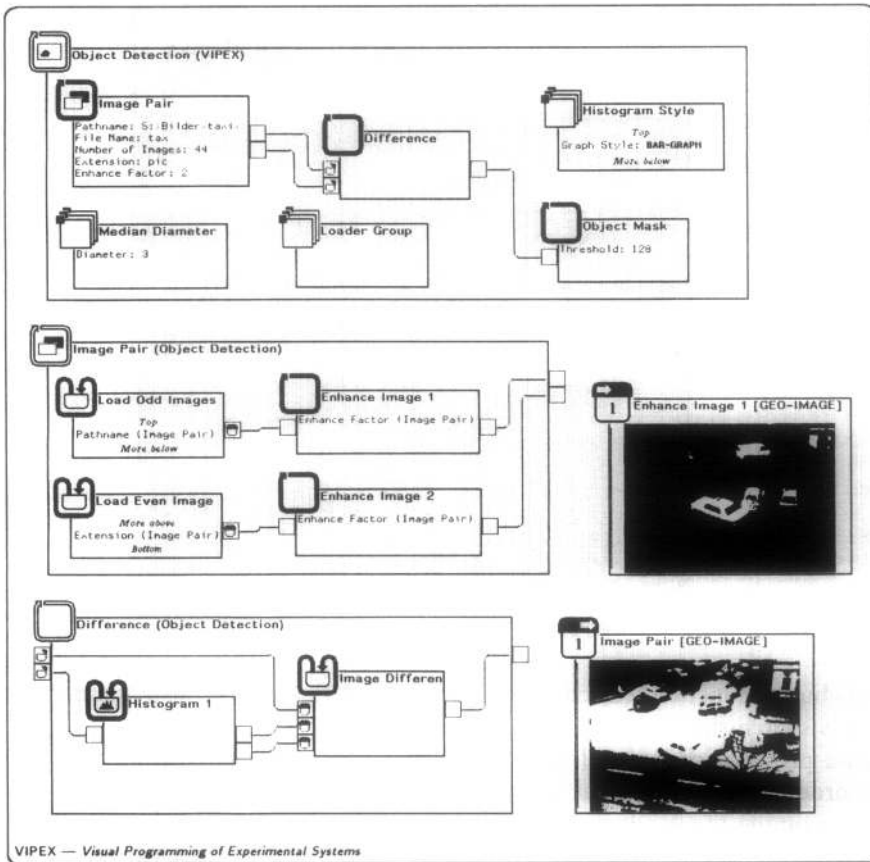 Object Detection (VIPEX)
Image Pair
Pathname: S:›Bilder›taxi›
File Name: tax
Number of Images: 44
Extension: pic
Enhance Factor: 2
Difference
Histogram Style
Top
Graph Style: BAR-GRAPH
More below
Median Diameter
Diameter: 3
Loader Group
Object Mask
Threshold: 128
Image Pair (Object Detection)
Load Odd Images
Top
Pathname (Image Pair)
More below
Enhance Image 1
Enhance Factor (Image Pair)
Load Even Image
More above
Extension (Image Pair)
Bottom
Enhance Image 2
Enhance Factor (Image Pair)
1
Enhance Image 1 [GEO-IMAGE]
Difference (Object Detection)
Histogram 1
Image Differen
1
Image Pair [GEO-IMAGE]
VIPEX — Visual Programming of Experimental Systems